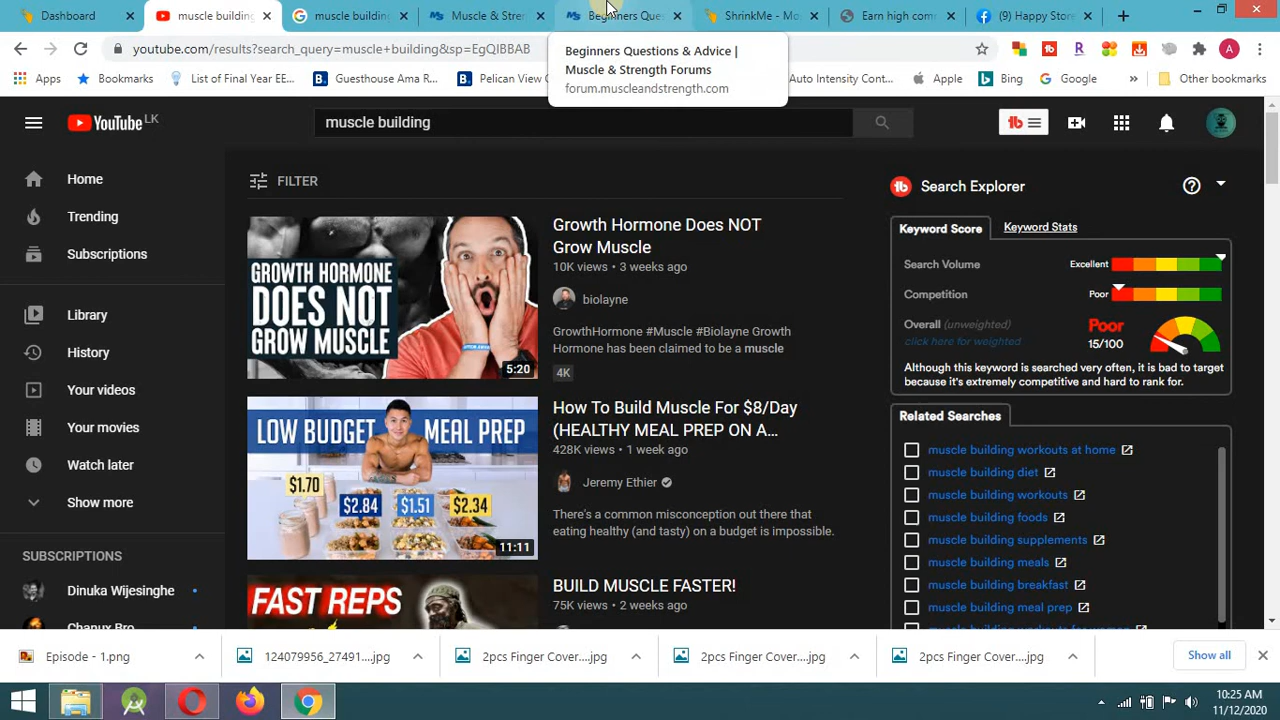 Dashboard
muscle building
muscle building
Muscle & Stren
Beginners Ques
ShrinkMe - Mo
Earn high com
(9) Happy Store
youtube.com/results?search_query=muscle+building&sp=EgQIBBAB
Beginners Questions & Advice |
Muscle & Strength Forums
forum.muscleandstrength.com
Apps
Bookmarks
List of Final Year EE...
Guesthouse Ama R...
Pelican View C
Auto Intensity Cont...
Apple
Bing
Google
Other bookmarks
YouTube LK
muscle building
Home
Trending
Subscriptions
Library
History
Your videos
Your movies
Watch later
Show more
SUBSCRIPTIONS
Dinuka Wijesinghe
Chanux Bro
FILTER
GROWTH HORMONE
DOES NOT
GROW MUSCLE
5:20
Growth Hormone Does NOT
Grow Muscle
10K views • 3 weeks ago
biolayne
GrowthHormone #Muscle #Biolayne Growth
Hormone has been claimed to be a muscle
4K
LOW BUDGET MEAL PREP
$1.70
$2.84
$1.51
$2.34
11:11
How To Build Muscle For $8/Day
(HEALTHY MEAL PREP ON A...
428K views • 1 week ago
Jeremy Ethier
There's a common misconception out there that
eating healthy (and tasty) on a budget is impossible.
FAST REPS
BUILD MUSCLE FASTER!
75K views • 2 weeks ago
Search Explorer
Keyword Score
Keyword Stats
Search Volume
Excellent
Competition
Poor
Overall (unweighted)
click here for weighted
Poor
15/100
Although this keyword is searched very often, it is bad to target
because it's extremely competitive and hard to rank for.
Related Searches
muscle building workouts at home
muscle building diet
muscle building workouts
muscle building foods
muscle building supplements
muscle building meals
muscle building breakfast
muscle building meal prep
muscle building workouts for women
Episode - 1.png
124079956_27491....jpg
2pcs Finger Cover....jpg
2pcs Finger Cover....jpg
2pcs Finger Cover....jpg
Show all
10:25 AM
11/12/2020